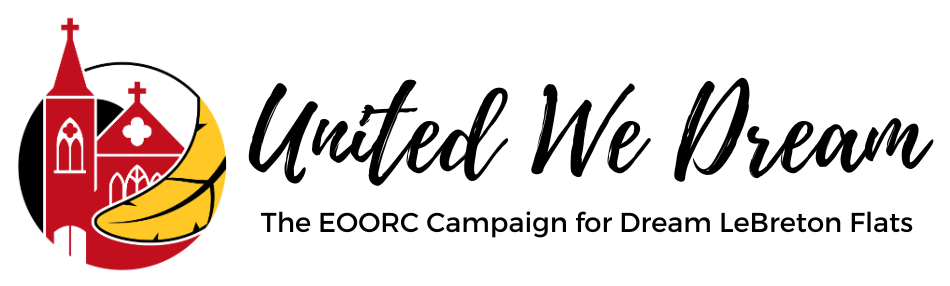 United We Dream
The EOORC Campaign for Dream LeBreton Flats